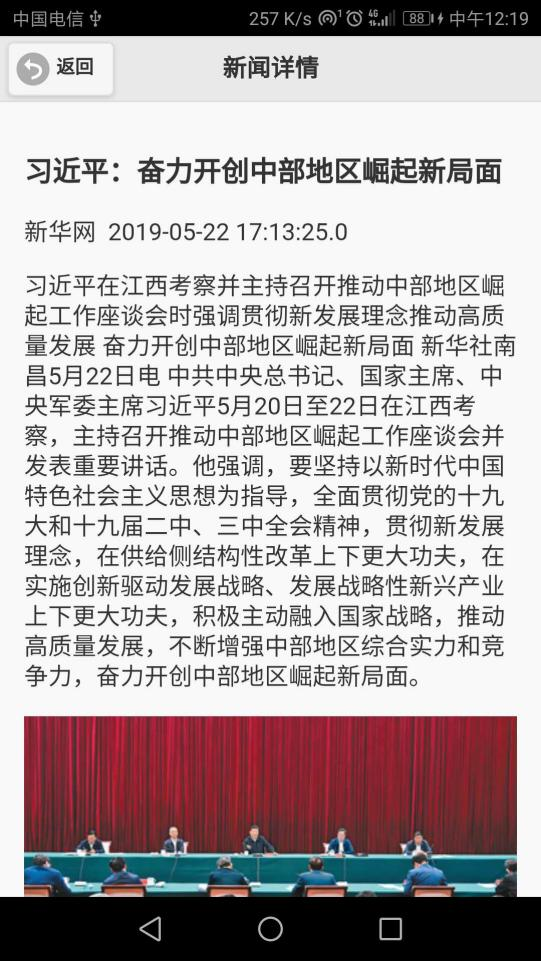 中国电信 257 K/s 1 4G 88 中午12:19
返回 新闻详情
习近平：奋力开创中部地区崛起新局面
新华网 2019-05-22 17:13:25.0
习近平在江西考察并主持召开推动中部地区崛
起工作座谈会时强调贯彻新发展理念推动高质
量发展 奋力开创中部地区崛起新局面 新华社南
昌5月22日电 中共中央总书记、国家主席、中
央军委主席习近平5月20日至22日在江西考
察，主持召开推动中部地区崛起工作座谈会并
发表重要讲话。他强调，要坚持以新时代中国
特色社会主义思想为指导，全面贯彻党的十九
大和十九届二中、三中全会精神，贯彻新发展
理念，在供给侧结构性改革上下更大功夫，在
实施创新驱动发展战略、发展战略性新兴产业
上下更大功夫，积极主动融入国家战略，推动
高质量发展，不断增强中部地区综合实力和竞
争力，奋力开创中部地区崛起新局面。